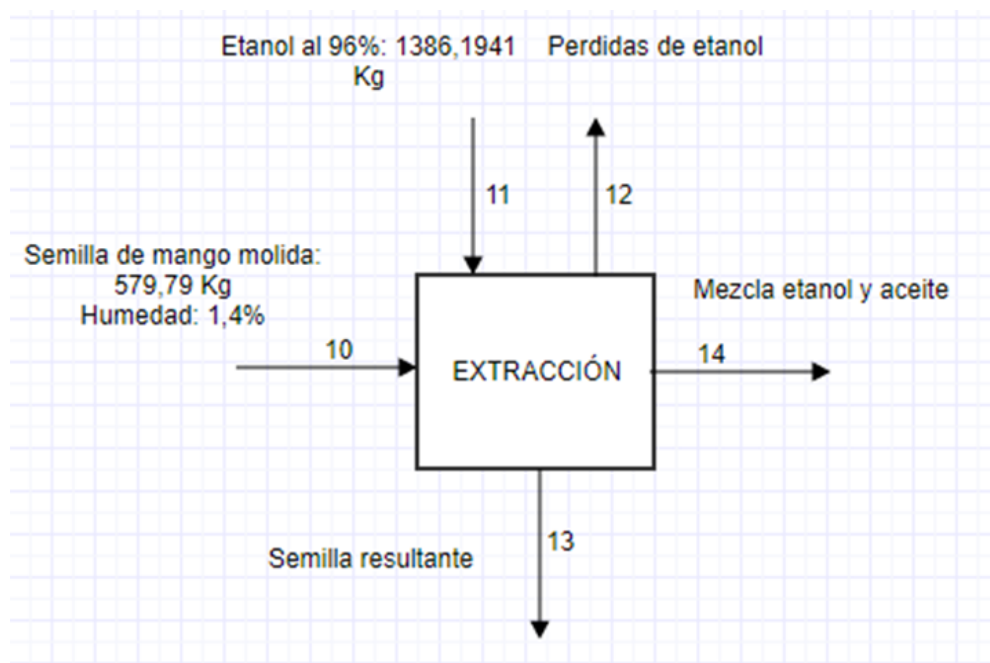 Etanol al 96%: 1386,1941
Kg
Perdidas de etanol
11
12
Semilla de mango molida:
579,79 Kg
Humedad: 1,4%
10
EXTRACCIÓN
Mezcla etanol y aceite
14
Semilla resultante
13